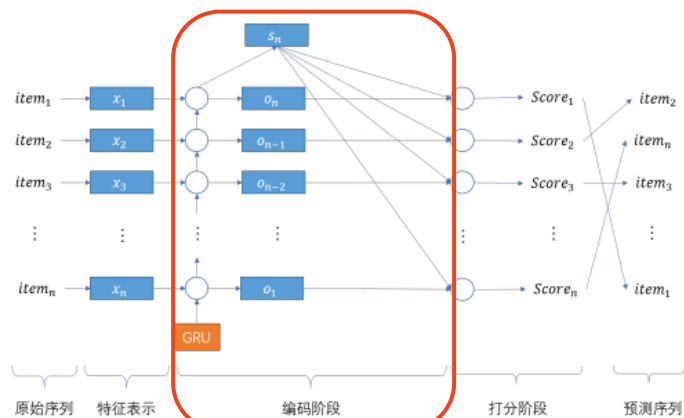 s_n
item_1 x_1 o_n Score_1 item_2
item_2 x_2 o_{n-1} Score_2 item_n
item_3 x_3 o_{n-2} Score_3 item_3
⋮ ⋮ ⋮ ⋮ ⋮ ⋮ ⋮
item_n x_n o_1 Score_n item_1
GRU
原始序列 特征表示 编码阶段 打分阶段 预测序列